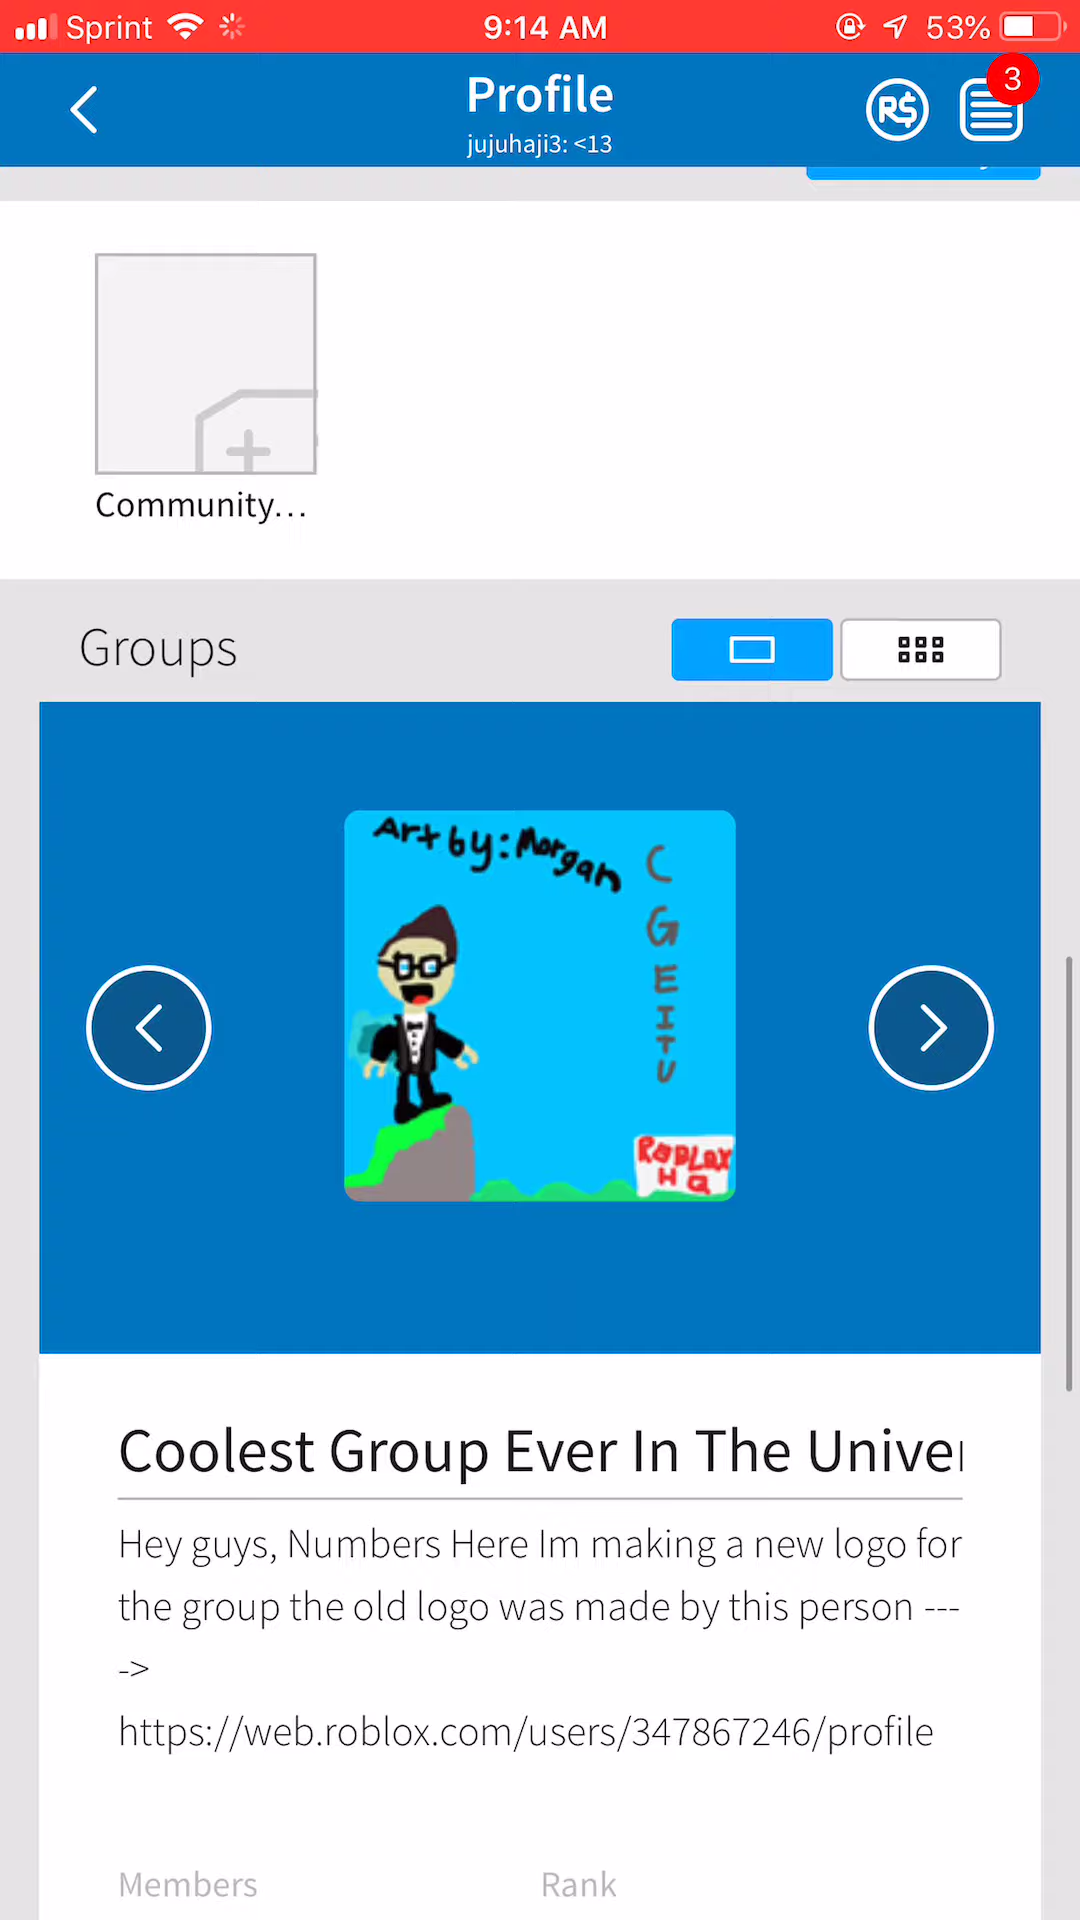 Sprint
9:14 AM
53%
Profile
jujuhaji3: <13
R$
3
Community...
Groups
Art by: Morgan
C
G
E
I
T
U
ROBLOX
HQ
Coolest Group Ever In The Univer
Hey guys, Numbers Here Im making a new logo for
the group the old logo was made by this person ---
->
https://web.roblox.com/users/347867246/profile
Members
Rank